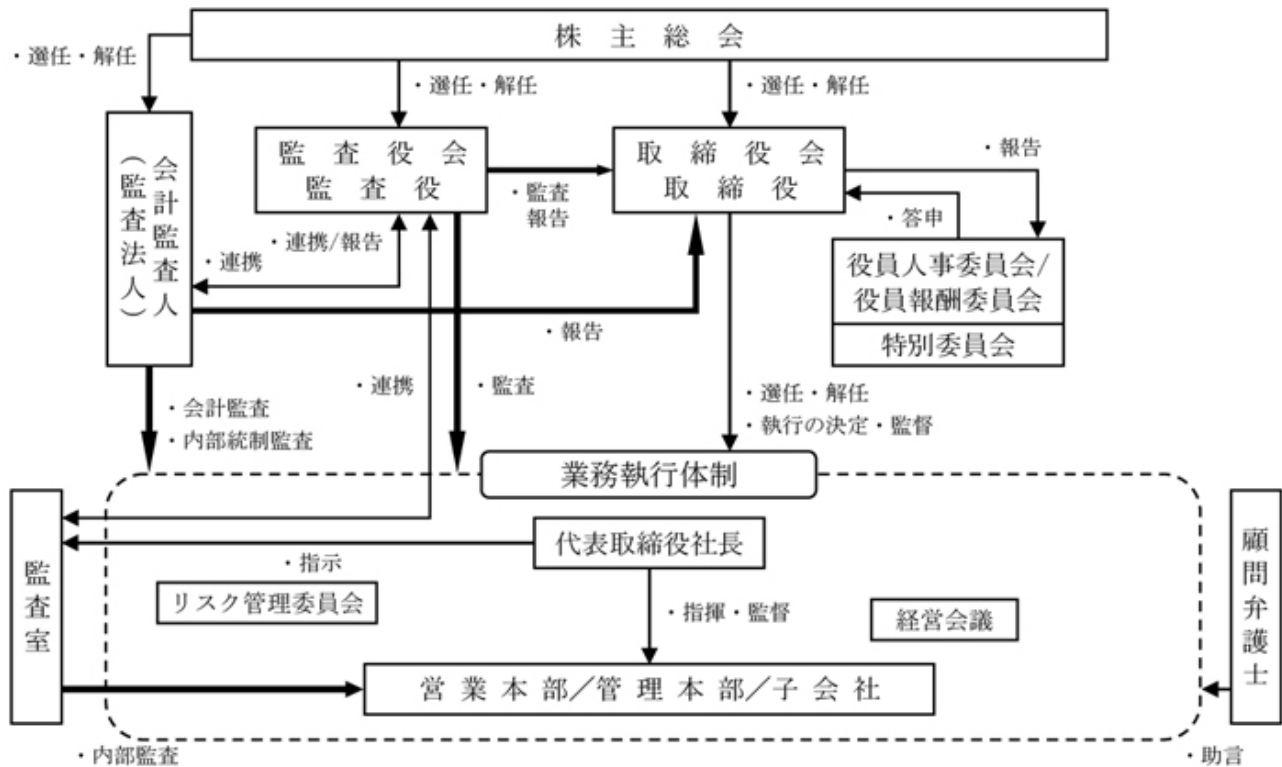 株主総会
・選任・解任
・選任・解任
・選任・解任
会計監査人
(監査法人)
監査役会
監査役
取締役会
取締役
・監査
報告
・報告
・答申
役員人事委員会/
役員報酬委員会
特別委員会
・連携/報告
・連携
・報告
・連携
・監査
・会計監査
・内部統制監査
・選任・解任
・執行の決定・監督
業務執行体制
監査室
代表取締役社長
・指示
リスク管理委員会
・指揮・監督
経営会議
顧問弁護士
営業本部/管理本部/子会社
・内部監査
・助言